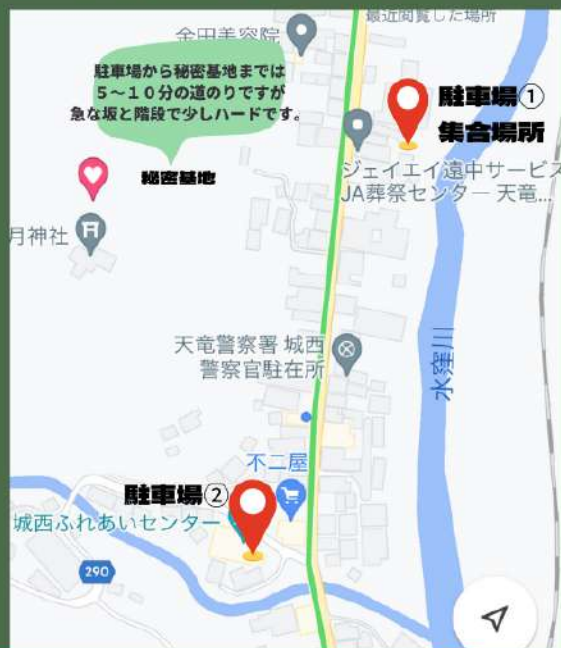 最近閲覧した場所
金田美容院
駐車場から秘密基地までは
5〜10分の道のりですが
急な坂と階段で少しハードです。
駐車場①
集合場所
秘密基地
ジェイエイ遠中サービス
JA葬祭センター 天竜...
月神社
天竜警察署 城西
警察官駐在所
水窪川
不二屋
駐車場②
城西ふれあいセンター
290